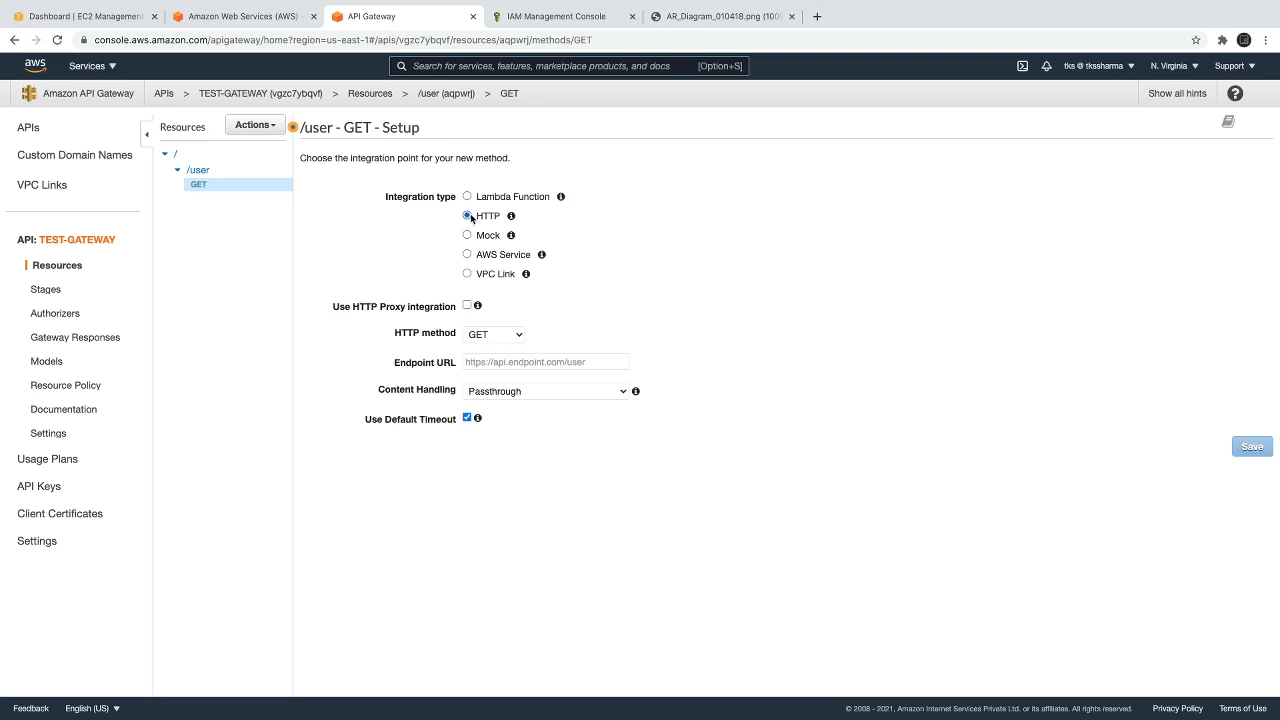 Dashboard | EC2 Management
Amazon Web Services (AWS) -
API Gateway
IAM Management Console
AR_Diagram_010418.png (100
console.aws.amazon.com/apigateway/home?region=us-east-1#/apis/vgzc7ybqvf/resources/aqpwrj/methods/GET
aws
Services
Search for services, features, marketplace products, and docs
[Option+S]
tks @ tkssharma
N. Virginia
Support
Amazon API Gateway
APIs > TEST-GATEWAY (vgzc7ybqvf) > Resources > /user (aqpwrj) > GET
Show all hints
APIs
Custom Domain Names
VPC Links
API: TEST-GATEWAY
Resources
Stages
Authorizers
Gateway Responses
Models
Resource Policy
Documentation
Settings
Usage Plans
API Keys
Client Certificates
Settings
Resources
Actions
/
/user
GET
/user - GET - Setup
Choose the integration point for your new method.
Integration type
Lambda Function
HTTP
Mock
AWS Service
VPC Link
Use HTTP Proxy integration
HTTP method GET
Endpoint URL https://api.endpoint.com/user
Content Handling Passthrough
Use Default Timeout
Save
Feedback
English (US)
© 2008 - 2021, Amazon Internet Services Private Ltd. or its affiliates. All rights reserved.
Privacy Policy
Terms of Use